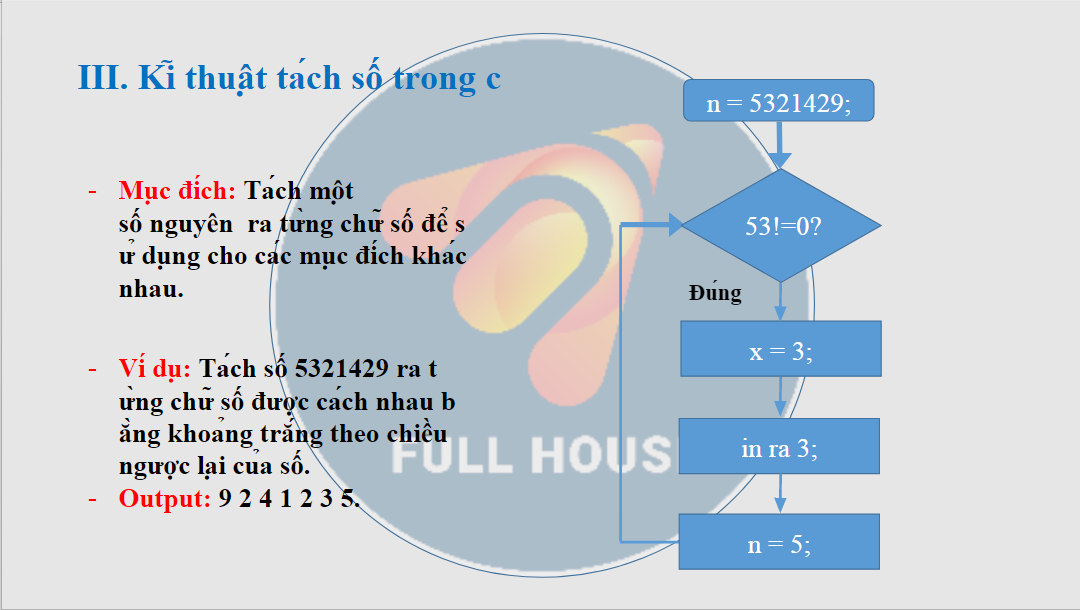 III. Kĩ thuật tách số trong c
- Mục đích: Tách một
số nguyên  ra từng chữ số để s
ử dụng cho các mục đích khác
nhau.
- Ví dụ: Tách số 5321429 ra t
ừng chữ số được cách nhau b
ằng khoảng trắng theo chiều
ngược lại của số.
- Output: 9 2 4 1 2 3 5.
n = 5321429;
53!=0?
Đúng
x = 3;
in ra 3;
n = 5;
FULL HOUS